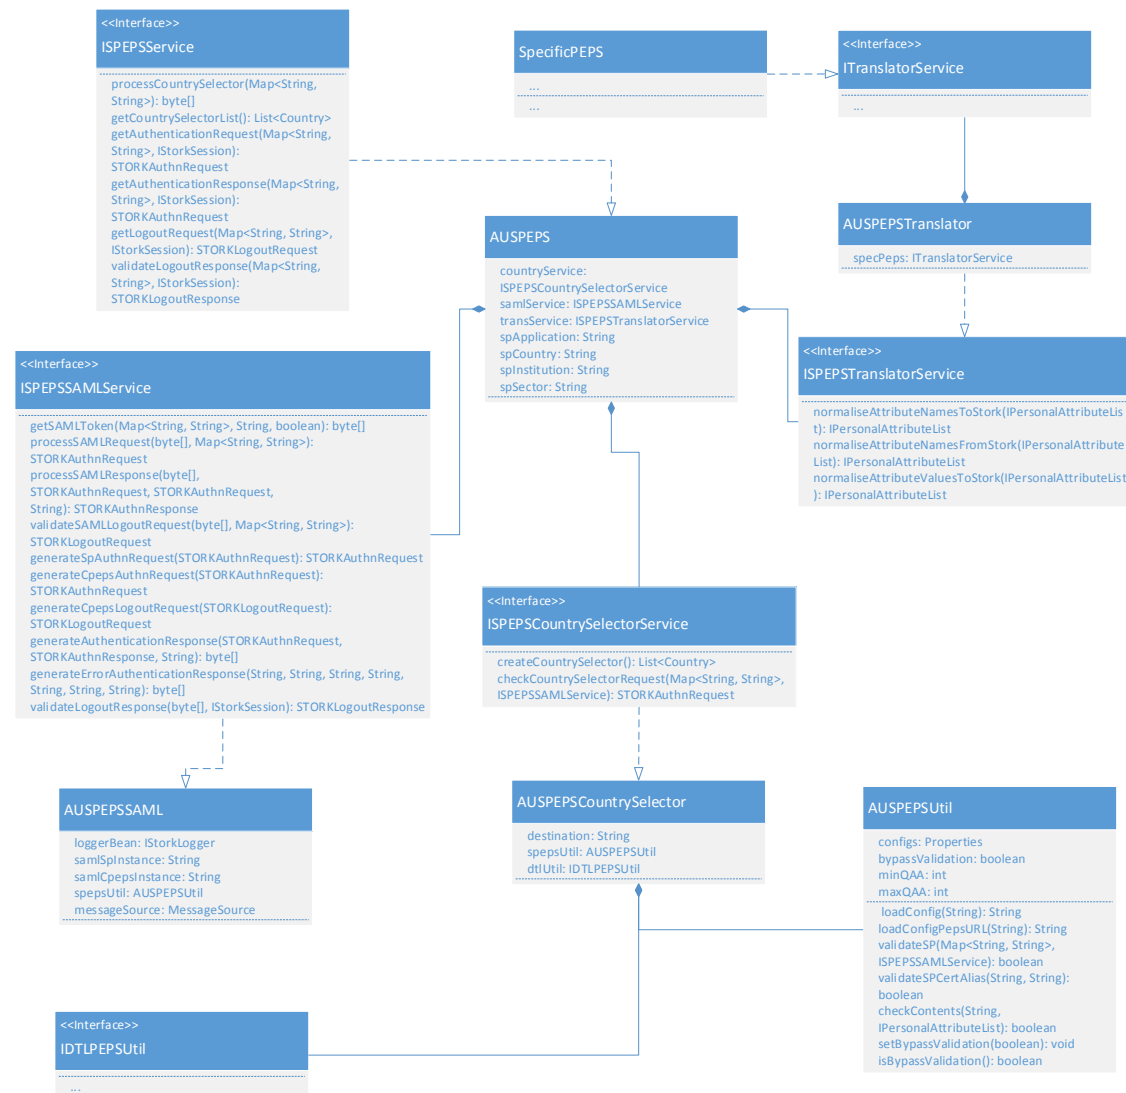 <<Interface>>
ISPEPSService
processCountrySelector(Map<String,
String>): byte[]
getCountrySelectorList(): List<Country>
getAuthenticationRequest(Map<String,
String>, IStorkSession):
STORKAuthnRequest
getAuthenticationResponse(Map<String,
String>, IStorkSession):
STORKAuthnRequest
getLogoutRequest(Map<String, String>,
IStorkSession): STORKLogoutRequest
validateLogoutResponse(Map<String,
String>, IStorkSession):
STORKLogoutResponse
SpecificPEPS
...
...
<<Interface>>
ITranslatorService
...
AUSPEPS
countryService:
ISPEPSCountrySelectorService
samlService: ISPEPSSAMLService
transService: ISPEPSTranslatorService
spApplication: String
spCountry: String
spInstitution: String
spSector: String
AUSPEPSTranslator
specPeps: ITranslatorService
<<Interface>>
ISPEPSTranslatorService
normaliseAttributeNamesToStork(IPersonalAttributeLis
t): IPersonalAttributeList
normaliseAttributeNamesFromStork(IPersonalAttribute
List): IPersonalAttributeList
normaliseAttributeValuesToStork(IPersonalAttributeList
): IPersonalAttributeList
<<Interface>>
ISPEPSSAMLService
getSAMLToken(Map<String, String>, String, boolean): byte[]
processSAMLRequest(byte[], Map<String, String>):
STORKAuthnRequest
processSAMLResponse(byte[],
STORKAuthnRequest, STORKAuthnRequest,
String): STORKAuthnResponse
validateSAMLLogoutRequest(byte[], Map<String, String>):
STORKLogoutRequest
generateSpAuthnRequest(STORKAuthnRequest): STORKAuthnRequest
generateCpepsAuthnRequest(STORKAuthnRequest):
STORKAuthnRequest
generateCpepsLogoutRequest(STORKLogoutRequest):
STORKLogoutRequest
generateAuthenticationResponse(STORKAuthnRequest,
STORKAuthnResponse, String): byte[]
generateErrorAuthenticationResponse(String, String, String, String,
String, String, String): byte[]
validateLogoutResponse(byte[], IStorkSession): STORKLogoutResponse
<<Interface>>
ISPEPSCountrySelectorService
createCountrySelector(): List<Country>
checkCountrySelectorRequest(Map<String, String>,
ISPEPSSAMLService): STORKAuthnRequest
AUSPEPSSAML
loggerBean: IStorkLogger
samlSpInstance: String
samlCpepsInstance: String
spepsUtil: AUSPEPSUtil
messageSource: MessageSource
AUSPEPSCountrySelector
destination: String
spepsUtil: AUSPEPSUtil
dtlUtil: IDTLPEPSUtil
AUSPEPSUtil
configs: Properties
bypassValidation: boolean
minQAA: int
maxQAA: int
loadConfig(String): String
loadConfigPepsURL(String): String
validateSP(Map<String, String>,
ISPEPSSAMLService): boolean
validateSPCertAlias(String, String):
boolean
checkContents(String,
IPersonalAttributeList): boolean
setBypassValidation(boolean): void
isBypassValidation(): boolean
<<Interface>>
IDTLPEPSUtil
...